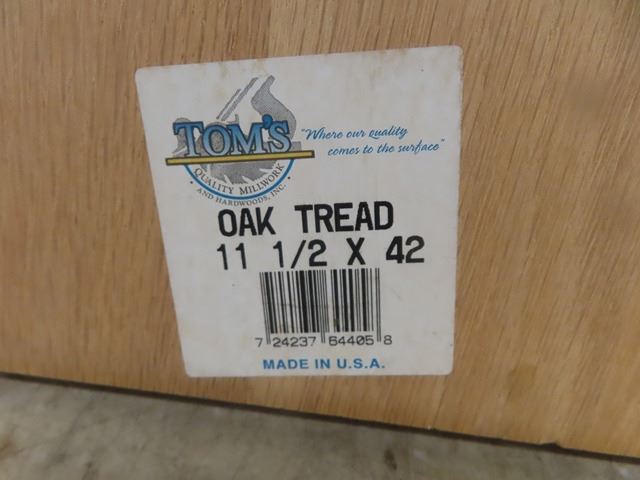 TOM'S
QUALITY MILLWORK
AND HARDWOODS, INC.
"Where our quality
comes to the surface"
OAK TREAD
11 1/2 X 42
7 24237 64405 8
MADE IN U.S.A.